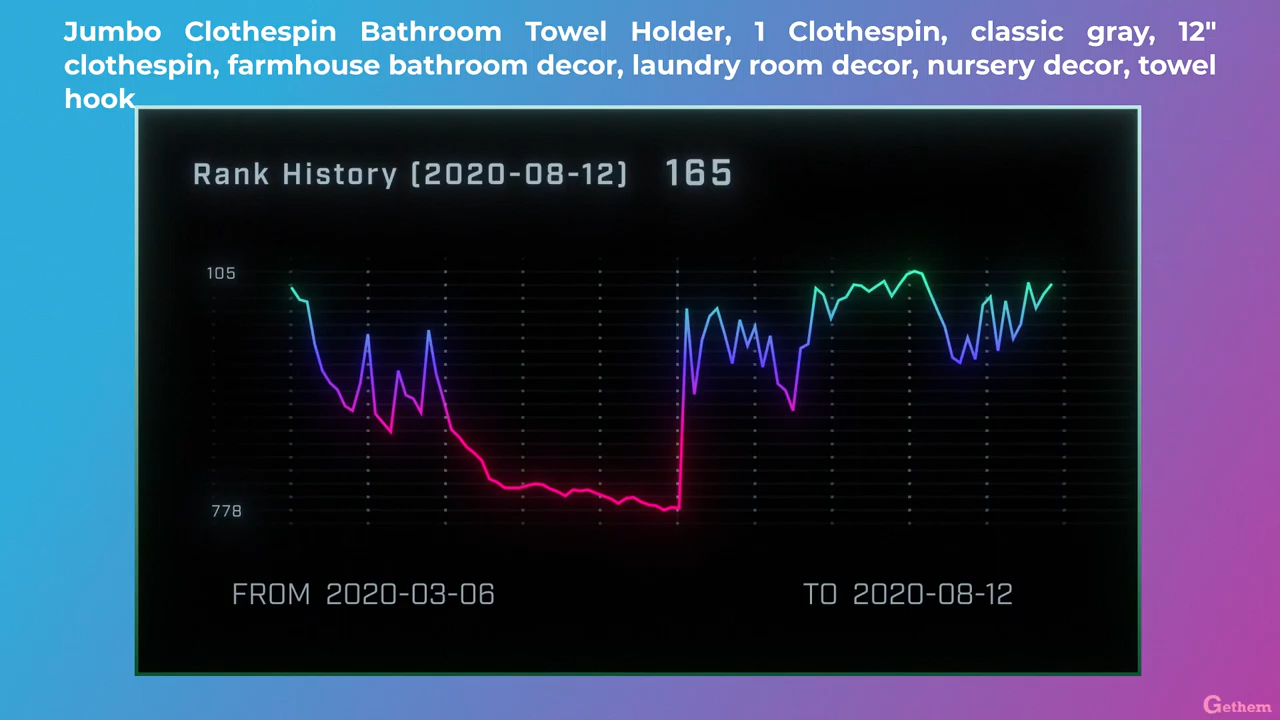 Jumbo Clothespin Bathroom Towel Holder, 1 Clothespin, classic gray, 12"
clothespin, farmhouse bathroom decor, laundry room decor, nursery decor, towel
hook
Rank History [2020-08-12] 165
105
778
FROM 2020-03-06 TO 2020-08-12
Gethem